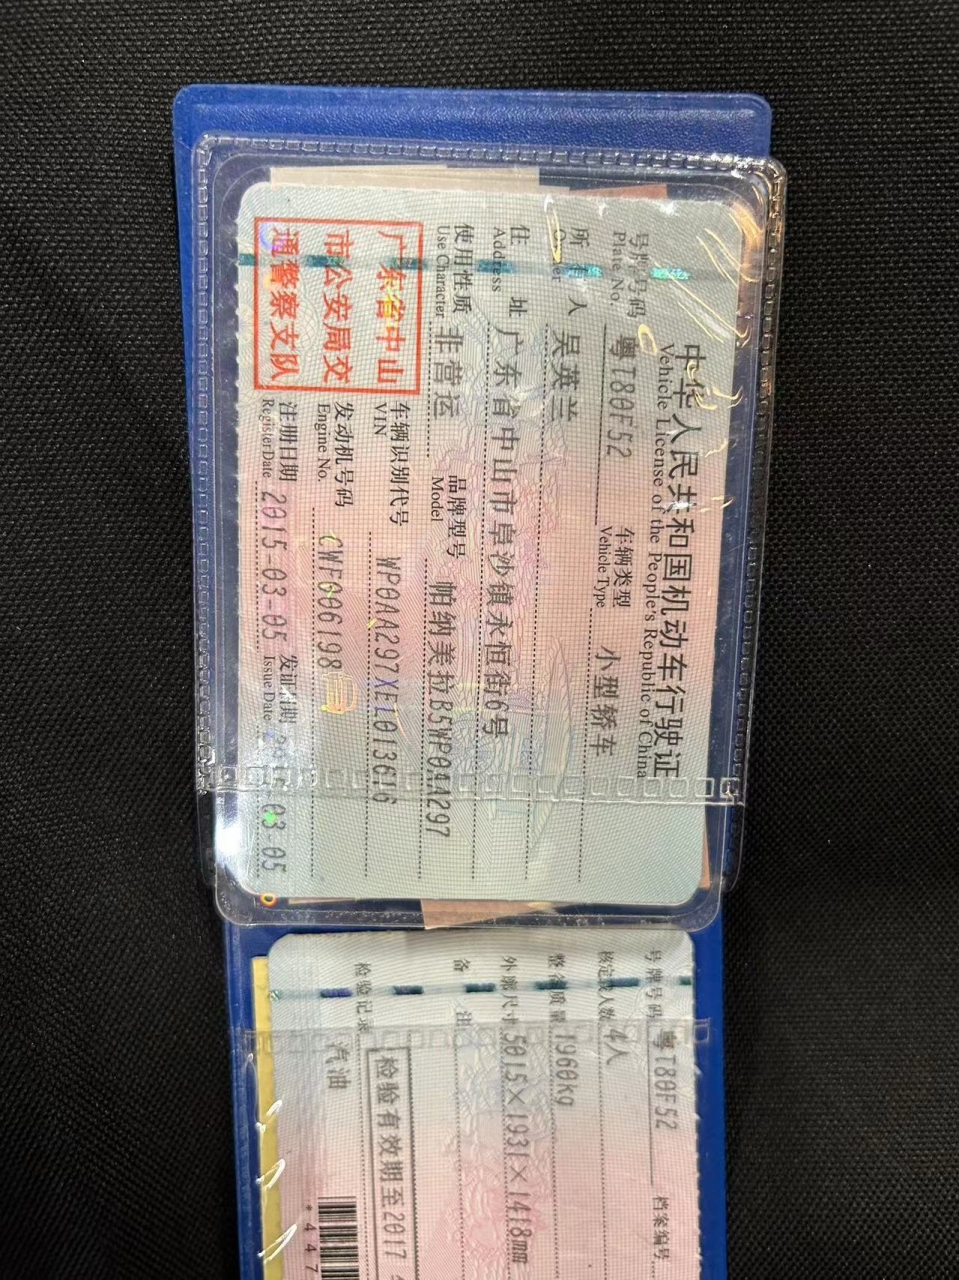 中华人民共和国机动车行驶证
Vehicle License of the People's Republic of China
号牌号码 粤T80F52 车辆类型 小型轿车
Plate No. Vehicle Type
所有人 吴英兰
住址 广东省中山市阜沙镇永恒街6号
Address
使用性质 非营运 品牌型号 帕纳美拉B5WP0AA297
Use Character Model
广东省中山
市公安局交
通警察支队
车辆识别代号
VIN
发动机号码 CWF006198
Engine No.
注册日期 2015-03-05 发证日期
Register Date Issue Date
号牌号码 粤T80F52 档案编号
核定载人数 4人
整备质量 1960kg
外廓尺寸 5015×1931×1418mm
备注
检验有效期至2017
检验记录 汽油